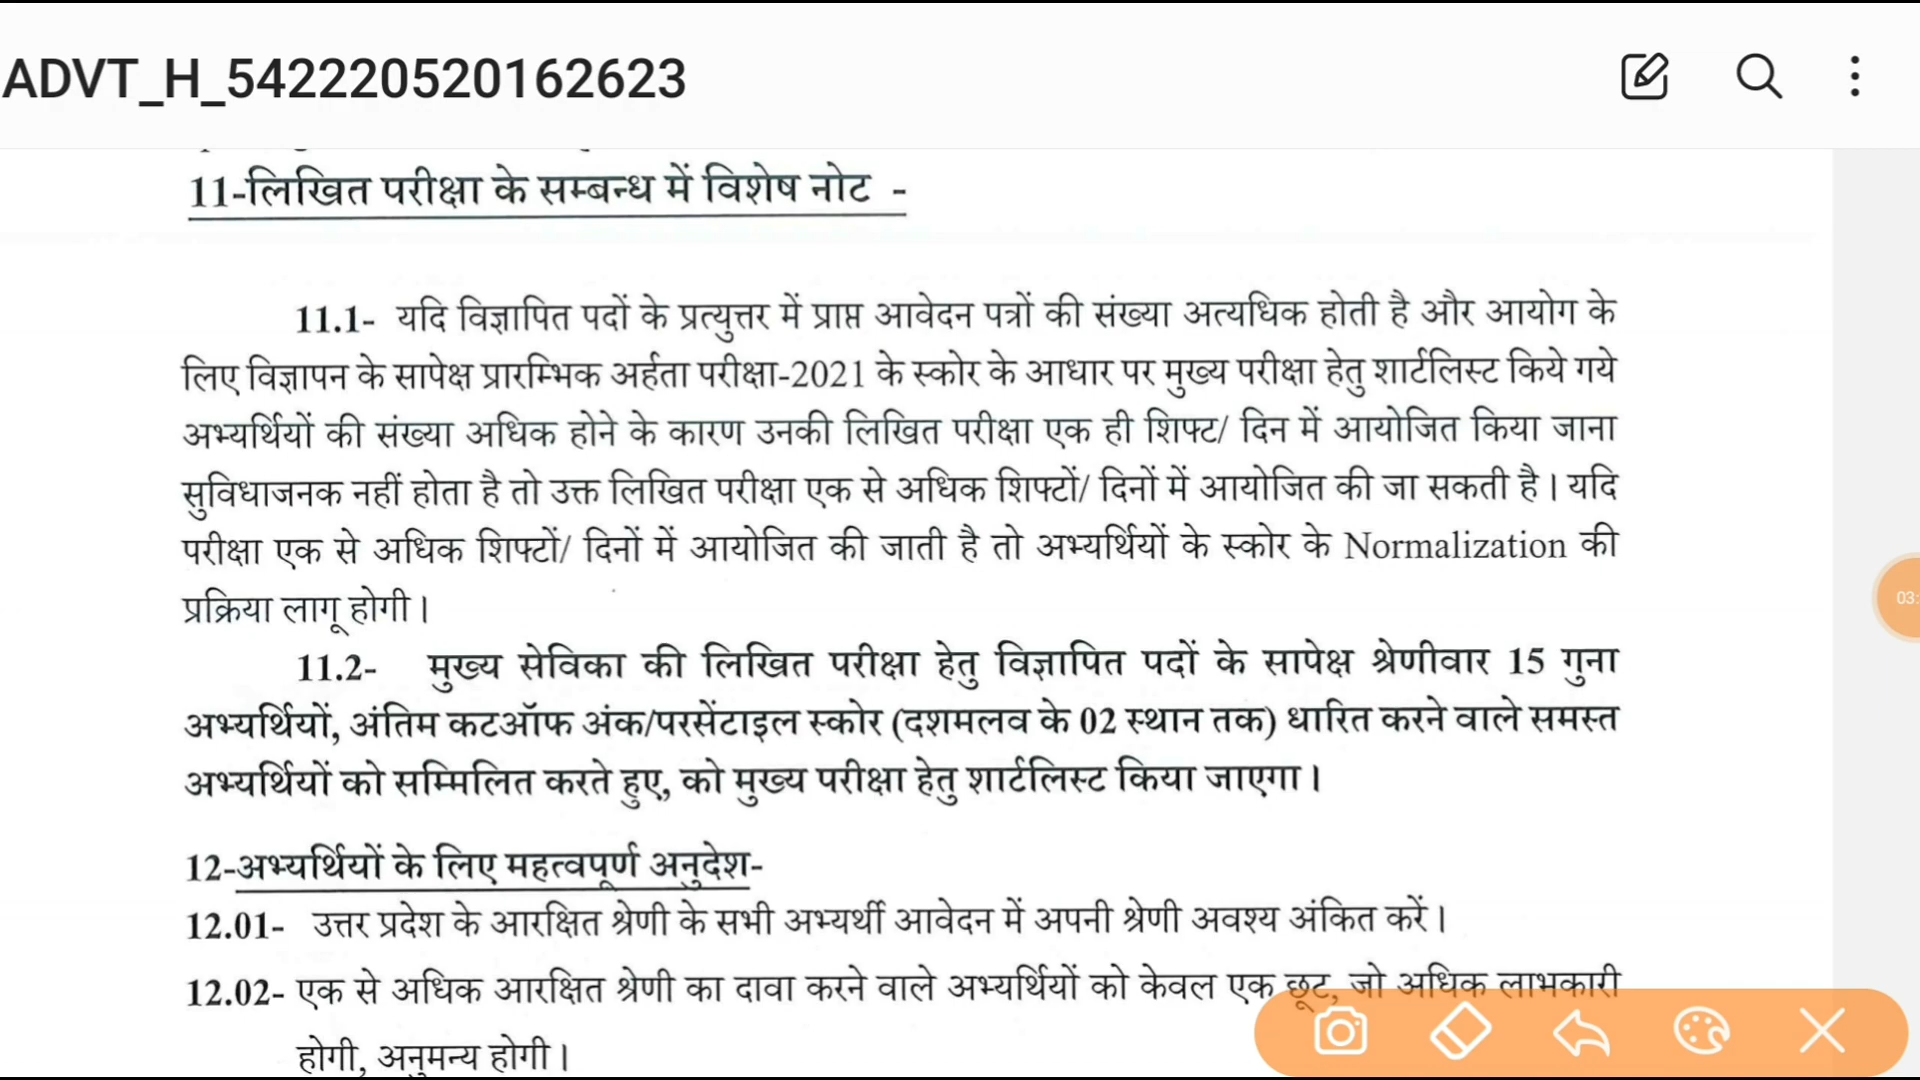 ADVT_H_542220520162623
11-लिखित परीक्षा के सम्बन्ध में विशेष नोट -
11.1- यदि विज्ञापित पदों के प्रत्युत्तर में प्राप्त आवेदन पत्रों की संख्या अत्यधिक होती है और आयोग के
लिए विज्ञापन के सापेक्ष प्रारम्भिक अर्हता परीक्षा-2021 के स्कोर के आधार पर मुख्य परीक्षा हेतु शार्टलिस्ट किये गये
अभ्यर्थियों की संख्या अधिक होने के कारण उनकी लिखित परीक्षा एक ही शिफ्ट/ दिन में आयोजित किया जाना
सुविधाजनक नहीं होता है तो उक्त लिखित परीक्षा एक से अधिक शिफ्टों/ दिनों में आयोजित की जा सकती है। यदि
परीक्षा एक से अधिक शिफ्टों/ दिनों में आयोजित की जाती है तो अभ्यर्थियों के स्कोर के Normalization की
प्रक्रिया लागू होगी।
03:
11.2- मुख्य सेविका की लिखित परीक्षा हेतु विज्ञापित पदों के सापेक्ष श्रेणीवार 15 गुना
अभ्यर्थियों, अंतिम कटऑफ अंक/परसेंटाइल स्कोर (दशमलव के 02 स्थान तक) धारित करने वाले समस्त
अभ्यर्थियों को सम्मिलित करते हुए, को मुख्य परीक्षा हेतु शार्टलिस्ट किया जाएगा।
12-अभ्यर्थियों के लिए महत्वपूर्ण अनुदेश-
12.01- उत्तर प्रदेश के आरक्षित श्रेणी के सभी अभ्यर्थी आवेदन में अपनी श्रेणी अवश्य अंकित करें।
12.02- एक से अधिक आरक्षित श्रेणी का दावा करने वाले अभ्यर्थियों को केवल एक छूट, जो अधिक लाभकारी
होगी, अनुमन्य होगी।